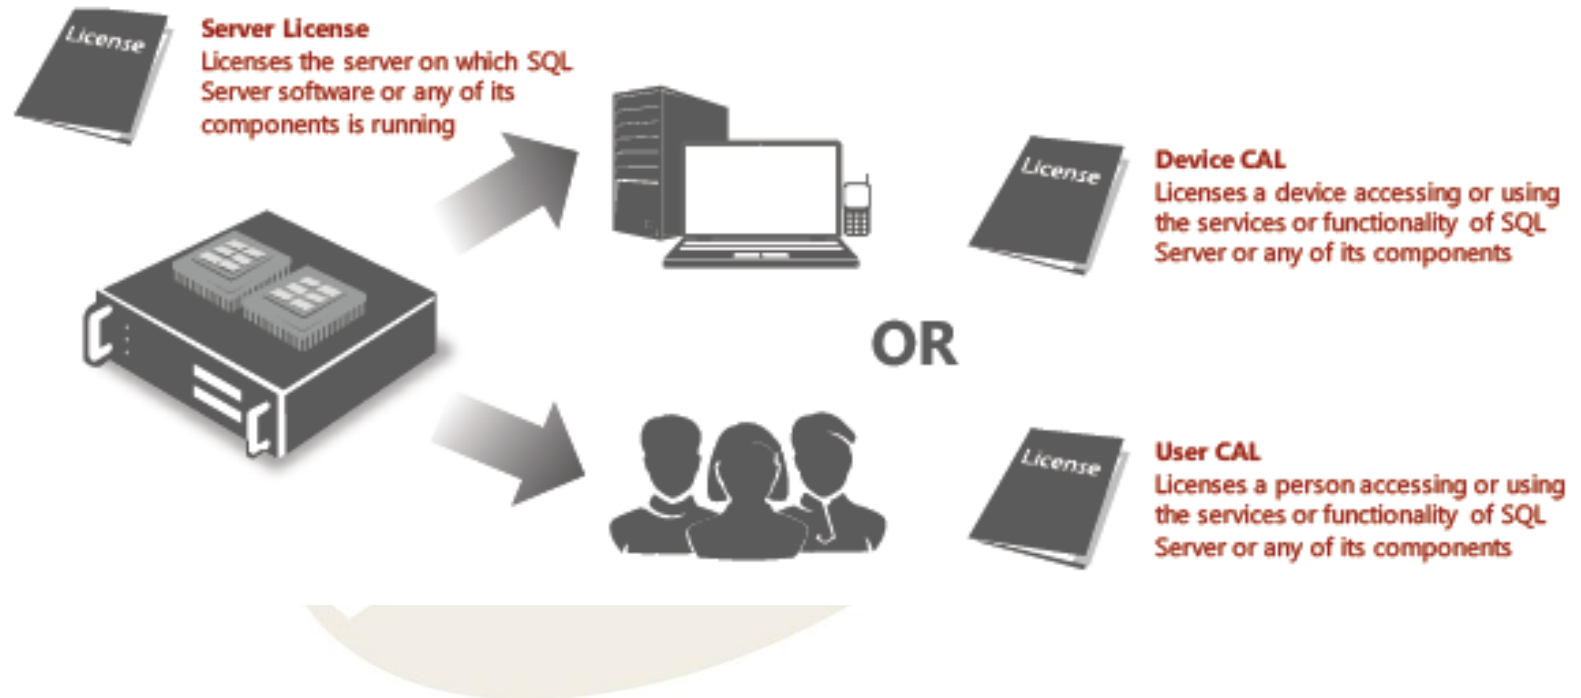 License
Server License
Licenses the server on which SQL
Server software or any of its
components is running
License
Device CAL
Licenses a device accessing or using
the services or functionality of SQL
Server or any of its components
OR
License
User CAL
Licenses a person accessing or using
the services or functionality of SQL
Server or any of its components